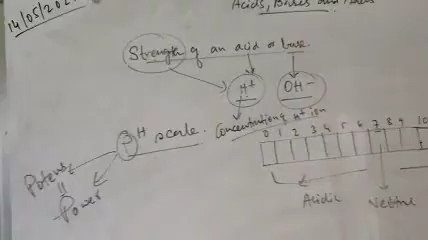 14/05/202
Acids, Bases and
Strength of an acid or base.
H+ OH-
Concentration of H+ ion
pH scale.
0 1 2 3 4 5 6 7 8 9 10
Potenz
Power
Acidic Neutral